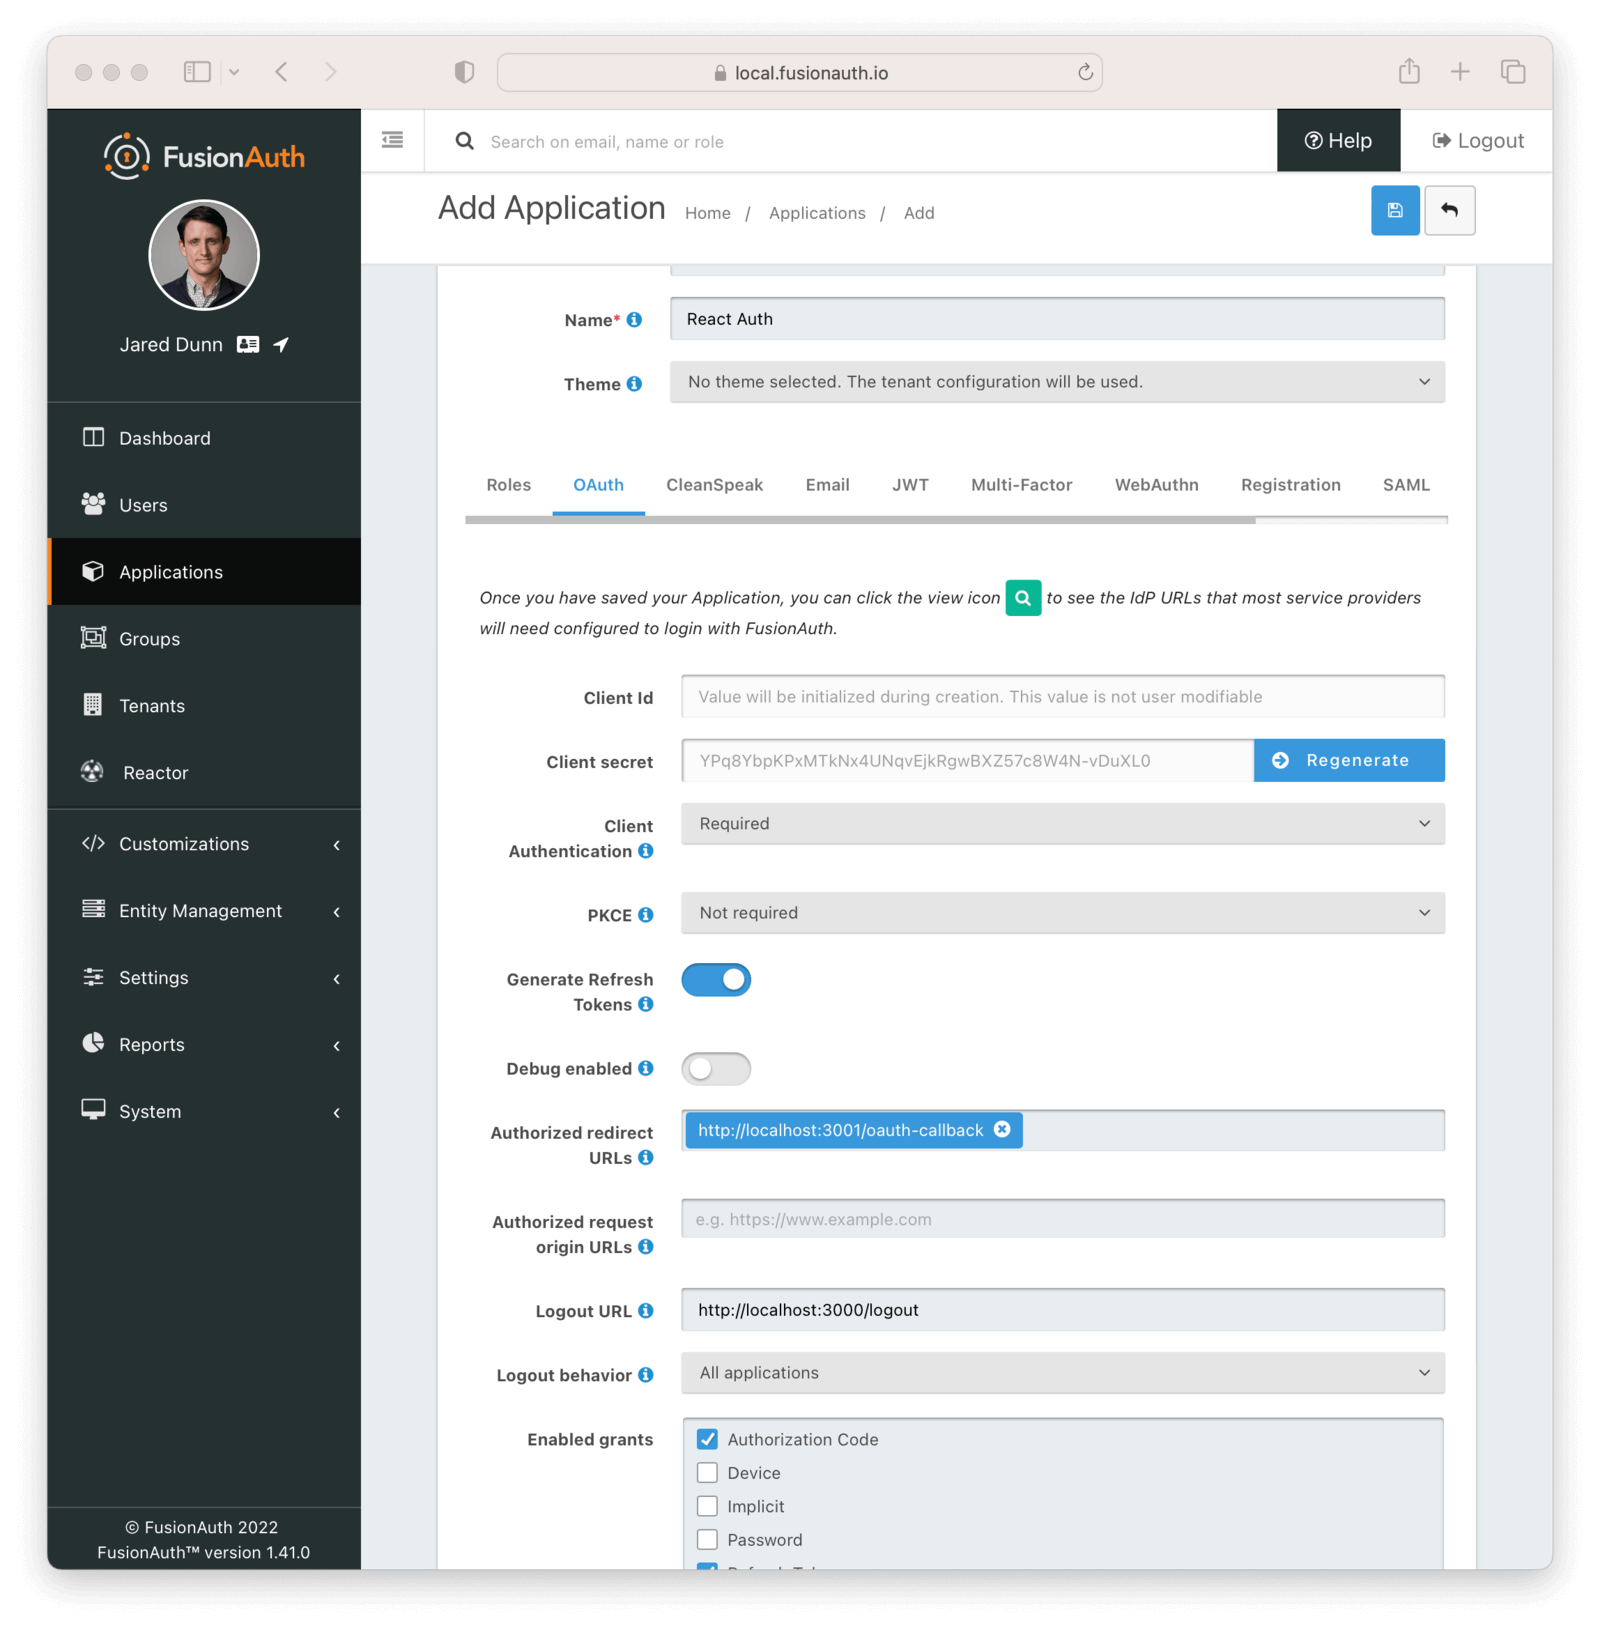 local.fusionauth.io
FusionAuth
Search on email, name or role
Help
Logout
Add Application
Home / Applications / Add
Jared Dunn
Dashboard
Users
Applications
Groups
Tenants
Reactor
Customizations
Entity Management
Settings
Reports
System
© FusionAuth 2022
FusionAuth™ version 1.41.0
Name* React Auth
Theme No theme selected. The tenant configuration will be used.
Roles OAuth CleanSpeak Email JWT Multi-Factor WebAuthn Registration SAML
Once you have saved your Application, you can click the view icon to see the IdP URLs that most service providers
will need configured to login with FusionAuth.
Client Id Value will be initialized during creation. This value is not user modifiable
Client secret YPq8YbpKPxMTkNx4UNqvEjkRgwBXZ57c8W4N-vDuXL0 Regenerate
Client
Authentication
Required
PKCE Not required
Generate Refresh
Tokens
Debug enabled
Authorized redirect
URLs
http://localhost:3001/oauth-callback
Authorized request
origin URLs
e.g. https://www.example.com
Logout URL http://localhost:3000/logout
Logout behavior All applications
Enabled grants
Authorization Code
Device
Implicit
Password